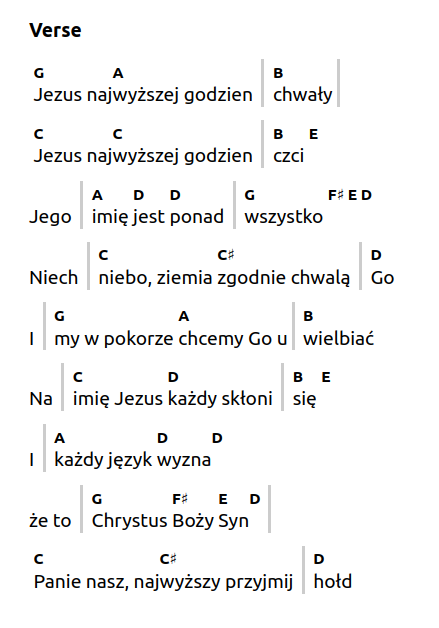 Verse
G A B
Jezus najwyższej godzien | chwały |
C C B E
Jezus najwyższej godzien | czci
A D D G F♯ E D
Jego | imię jest ponad | wszystko
C C♯ D
Niech | niebo, ziemia zgodnie chwalą | Go
G A B
I | my w pokorze chcemy Go u | wielbiać
C D B E
Na | imię Jezus każdy skłoni | się
A D D
I | każdy język wyzna
G F♯ E D
że to | Chrystus Boży Syn |
C C♯ D
Panie nasz, najwyższy przyjmij | hołd